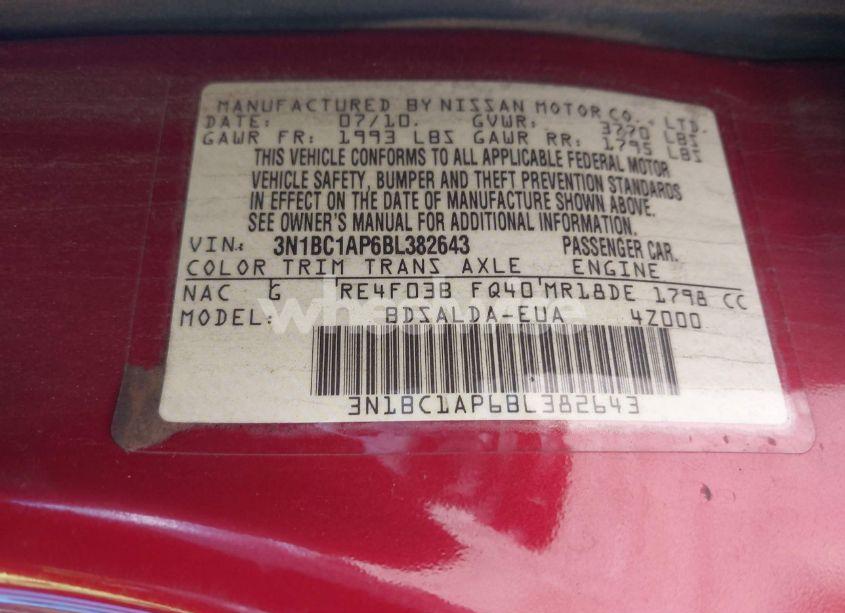 MANUFACTURED BY NISSAN MOTOR CO., LTD.
DATE: 07/10. GVWR: 3770 LBS
GAWR FR: 1993 LBS GAWR RR: 1795 LBS
THIS VEHICLE CONFORMS TO ALL APPLICABLE FEDERAL MOTOR
VEHICLE SAFETY, BUMPER AND THEFT PREVENTION STANDARDS
IN EFFECT ON THE DATE OF MANUFACTURE SHOWN ABOVE.
SEE OWNER'S MANUAL FOR ADDITIONAL INFORMATION.
VIN: 3N1BC1AP6BL382643 PASSENGER CAR.
COLOR TRIM TRANS AXLE ENGINE
NAC G RE4F03B FQ40 MR18DE 1798 CC
MODEL: BDSALDA-EUA 4Z000
3N1BC1AP6BL382643